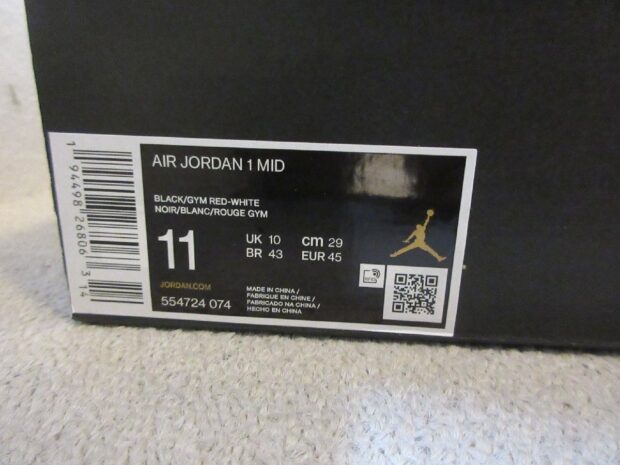 AIR JORDAN 1 MID
BLACK/GYM RED-WHITE
NOIR/BLANC/ROUGE GYM
11
UK 10 cm 29
BR 43 EUR 45
JORDAN.COM
554724 074
MADE IN CHINA /
FABRIQUE EN CHINE /
FABRICADO NA CHINA /
HECHO EN CHINA
1 94498 26806 3 14